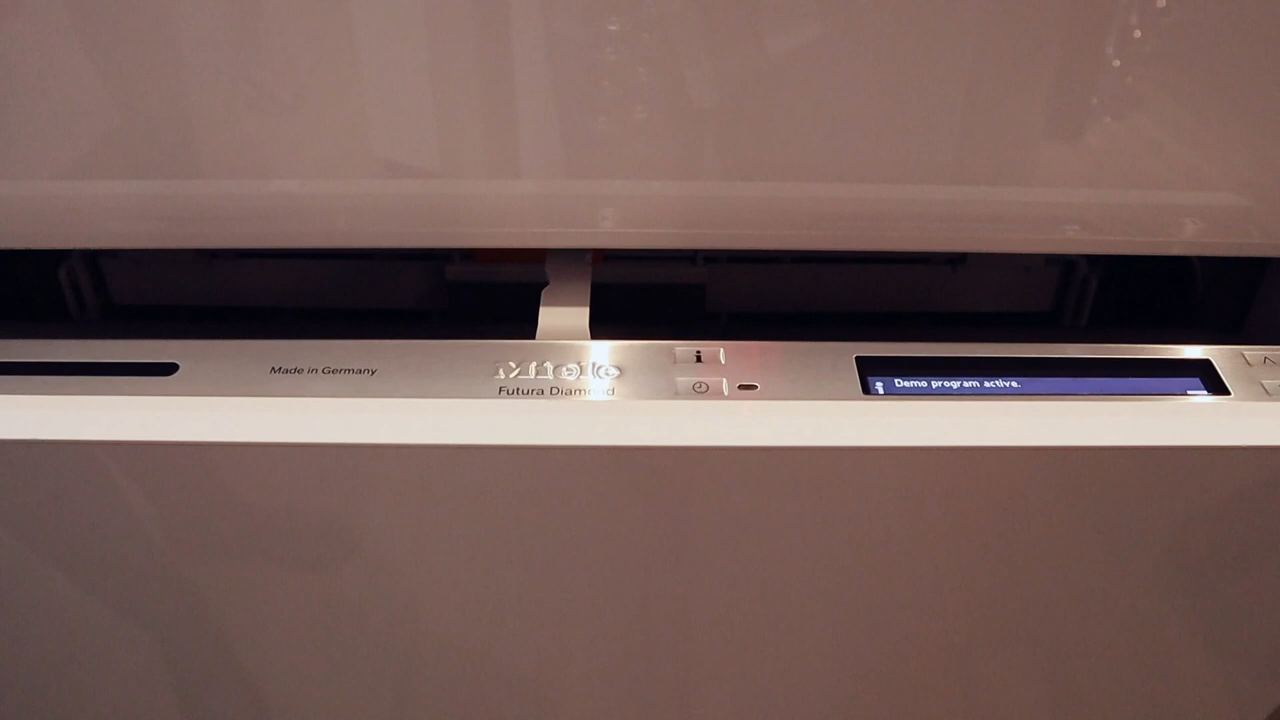 Made in Germany
Miele
Futura Diamond
i
Demo program active.